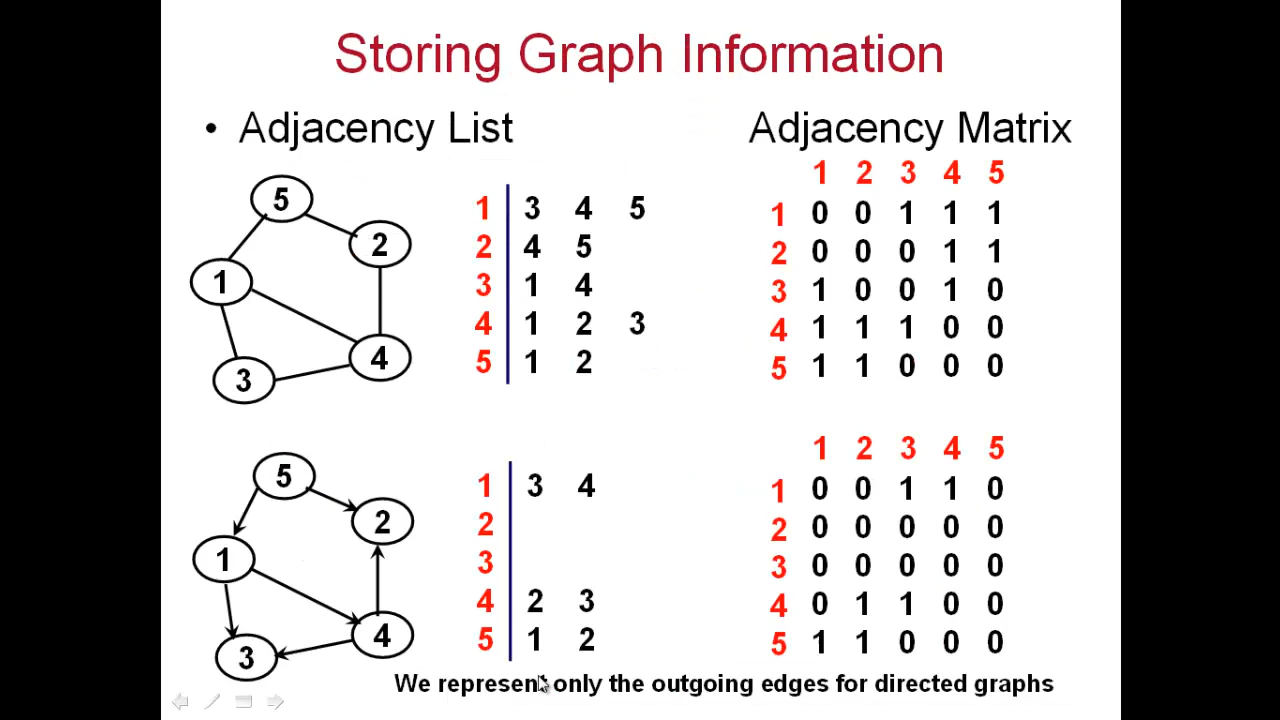 Storing Graph Information
• Adjacency List
Adjacency Matrix
5
2
1
4
3
1 3 4 5
2 4 5
3 1 4
4 1 2 3
5 1 2
1 2 3 4 5
1 0 0 1 1 1
2 0 0 0 1 1
3 1 0 0 1 0
4 1 1 1 0 0
5 1 1 0 0 0
5
2
1
4
3
1 3 4
2
3
4 2 3
5 1 2
1 2 3 4 5
1 0 0 1 1 0
2 0 0 0 0 0
3 0 0 0 0 0
4 0 1 1 0 0
5 1 1 0 0 0
We represent only the outgoing edges for directed graphs